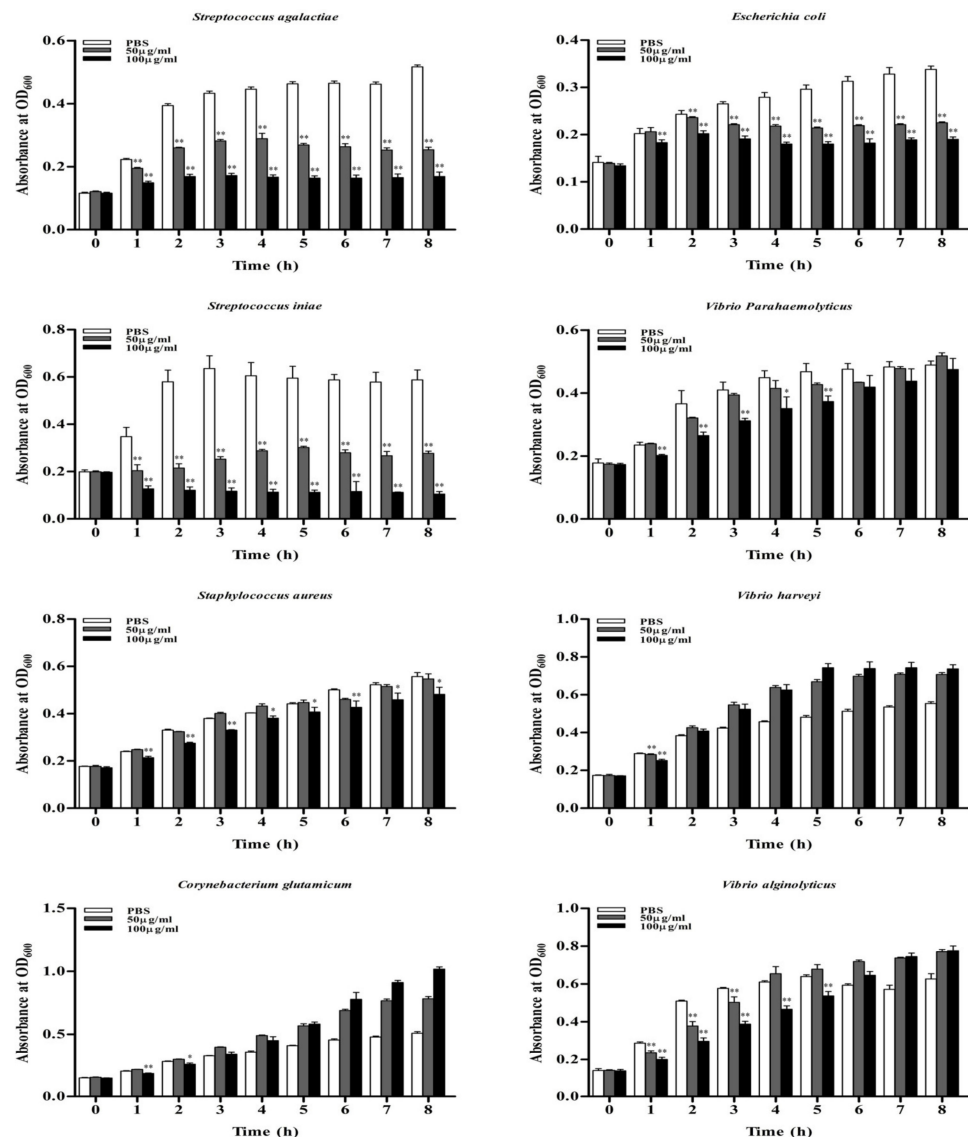 Streptococcus agalactiae
PBS
50μg/ml
100μg/ml
Absorbance at OD600
0.6
0.4
0.2
0.0
** ** ** ** ** ** ** **
** ** ** ** ** ** ** **
0 1 2 3 4 5 6 7 8
Time (h)
Escherichia coli
PBS
50μg/ml
100μg/ml
Absorbance at OD600
0.4
0.3
0.2
0.1
0.0
** ** ** ** ** ** **
** ** ** ** ** ** ** **
0 1 2 3 4 5 6 7 8
Time (h)
Streptococcus iniae
PBS
50μg/ml
100μg/ml
Absorbance at OD600
0.8
0.6
0.4
0.2
0.0
** ** ** ** ** ** ** **
** ** ** ** ** ** ** **
0 1 2 3 4 5 6 7 8
Time (h)
Vibrio Parahaemolyticus
PBS
50μg/ml
100μg/ml
Absorbance at OD600
0.6
0.4
0.2
0.0
** ** ** * **
0 1 2 3 4 5 6 7 8
Time (h)
Staphylococcus aureus
PBS
50μg/ml
100μg/ml
Absorbance at OD600
0.8
0.6
0.4
0.2
0.0
** ** ** * * ** * *
0 1 2 3 4 5 6 7 8
Time (h)
Vibrio harveyi
PBS
50μg/ml
100μg/ml
Absorbance at OD600
1.0
0.8
0.6
0.4
0.2
0.0
** **
0 1 2 3 4 5 6 7 8
Time (h)
Corynebacterium glutamicum
PBS
50μg/ml
100μg/ml
Absorbance at OD600
1.5
1.0
0.5
0.0
** *
0 1 2 3 4 5 6 7 8
Time (h)
Vibrio alginolyticus
PBS
50μg/ml
100μg/ml
Absorbance at OD600
1.0
0.8
0.6
0.4
0.2
0.0
** ** **
** ** ** ** **
0 1 2 3 4 5 6 7 8
Time (h)